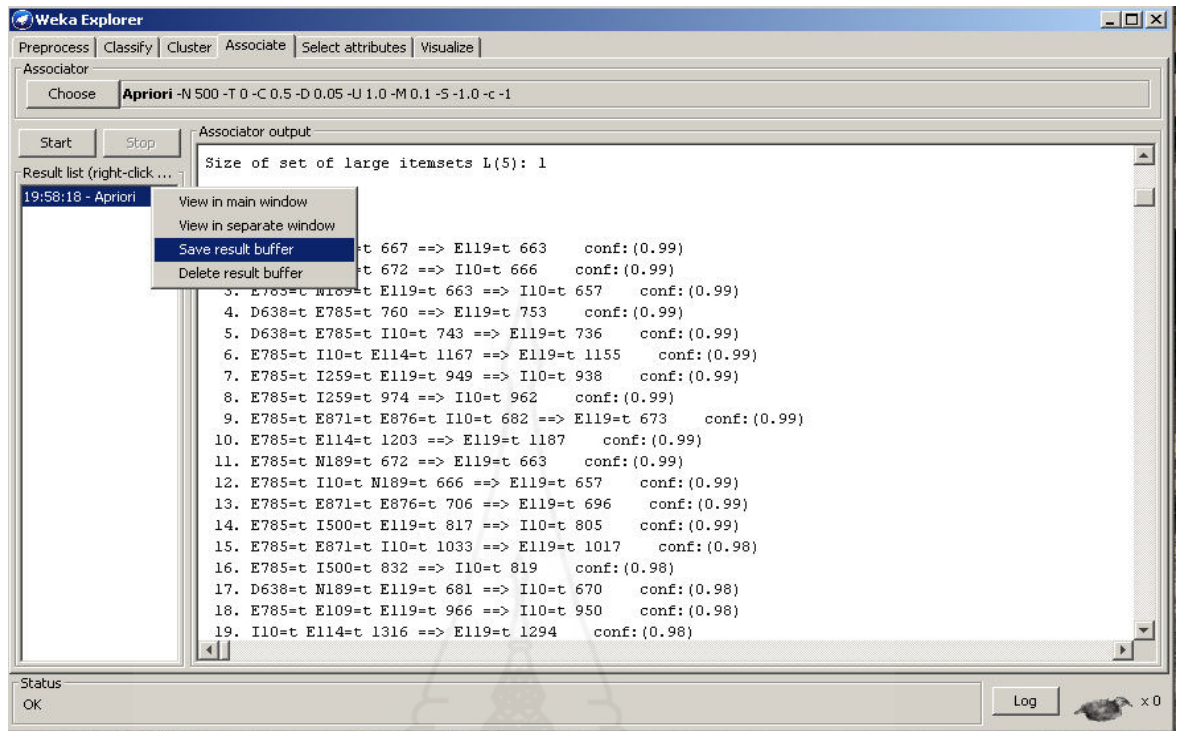 Weka Explorer
Preprocess Classify Cluster Associate Select attributes Visualize
Associator
Choose Apriori -N 500 -T 0 -C 0.5 -D 0.05 -U 1.0 -M 0.1 -S -1.0 -c -1
Start Stop
Result list (right-click ...
19:58:18 - Apriori
View in main window
View in separate window
Save result buffer
Delete result buffer
Associator output
Size of set of large itemsets L(5): 1
=t 667 ==> E119=t 663 conf:(0.99)
=t 672 ==> I10=t 666 conf:(0.99)
3. E785=t N189=t E119=t 663 ==> I10=t 657 conf:(0.99)
4. D638=t E785=t 760 ==> E119=t 753 conf:(0.99)
5. D638=t E785=t I10=t 743 ==> E119=t 736 conf:(0.99)
6. E785=t I10=t E114=t 1167 ==> E119=t 1155 conf:(0.99)
7. E785=t I259=t E119=t 949 ==> I10=t 938 conf:(0.99)
8. E785=t I259=t 974 ==> I10=t 962 conf:(0.99)
9. E785=t E871=t E876=t I10=t 682 ==> E119=t 673 conf:(0.99)
10. E785=t E114=t 1203 ==> E119=t 1187 conf:(0.99)
11. E785=t N189=t 672 ==> E119=t 663 conf:(0.99)
12. E785=t I10=t N189=t 666 ==> E119=t 657 conf:(0.99)
13. E785=t E871=t E876=t 706 ==> E119=t 696 conf:(0.99)
14. E785=t I500=t E119=t 817 ==> I10=t 805 conf:(0.99)
15. E785=t E871=t I10=t 1033 ==> E119=t 1017 conf:(0.98)
16. E785=t I500=t 832 ==> I10=t 819 conf:(0.98)
17. D638=t N189=t E119=t 681 ==> I10=t 670 conf:(0.98)
18. E785=t E109=t E119=t 966 ==> I10=t 950 conf:(0.98)
19. I10=t E114=t 1316 ==> E119=t 1294 conf:(0.98)
Status
OK
Log x 0